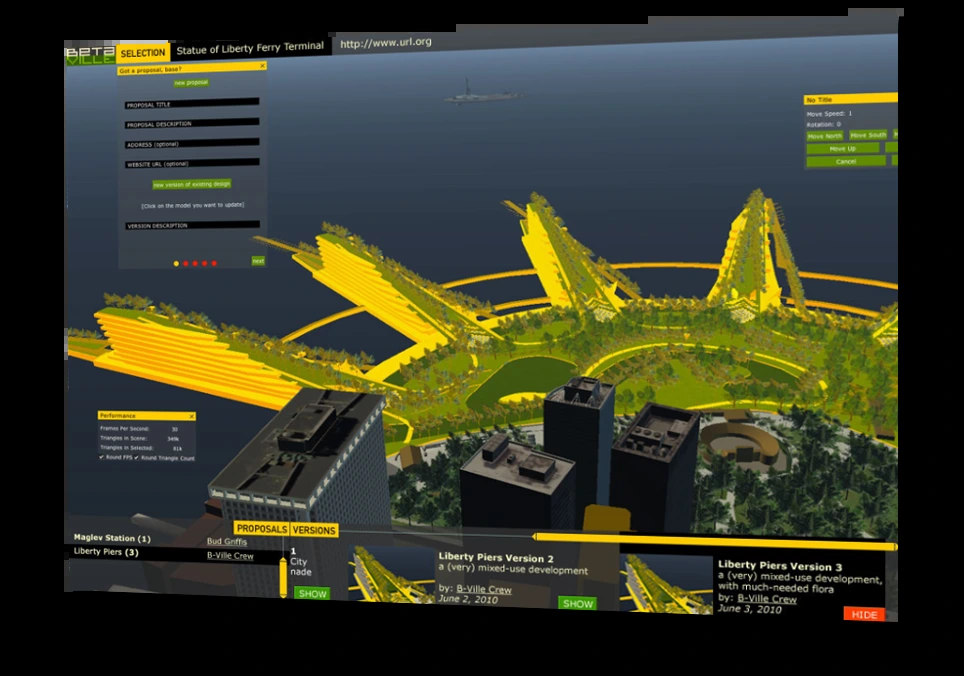 BETA
VILLE
SELECTION
Statue of Liberty Ferry Terminal
http://www.url.org
Got a proposal, base?
new proposal
PROPOSAL TITLE
PROPOSAL DESCRIPTION
ADDRESS (optional)
WEBSITE URL (optional)
new version of existing design
[Click on the model you want to update]
VERSION DESCRIPTION
next
No Title
Move Speed: 1
Rotation: 0
Move North Move South
Move Up
Cancel
Performance
Frames Per Second: 30
Triangles in Scene: 349k
Triangles in Selected: 81k
Round FPS Round Triangle Count
PROPOSALS VERSIONS
Maglev Station (1) Bud Griffis
Liberty Piers (3) B-Ville Crew
1
City
nade
SHOW
Liberty Piers Version 2
a (very) mixed-use development
by: B-Ville Crew
June 2, 2010
SHOW
Liberty Piers Version 3
a (very) mixed-use development,
with much-needed flora
by: B-Ville Crew
June 3, 2010
HIDE